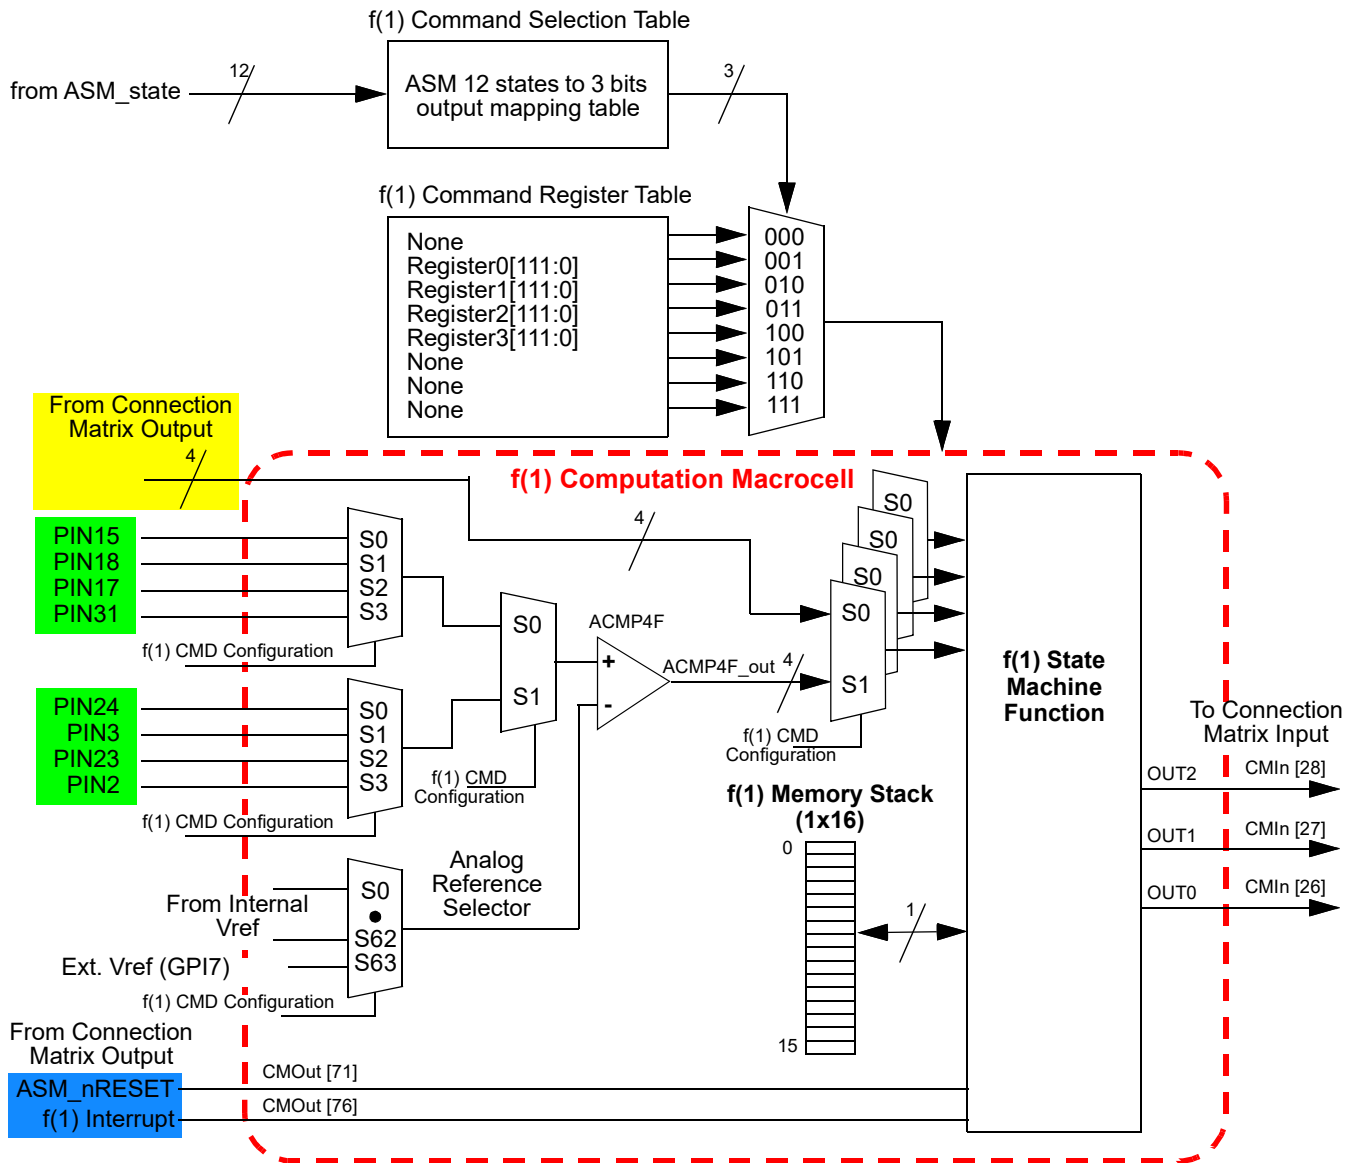 f(1) Command Selection Table
from ASM_state
12
ASM 12 states to 3 bits
output mapping table
3
f(1) Command Register Table
None
Register0[111:0]
Register1[111:0]
Register2[111:0]
Register3[111:0]
None
None
None
000
001
010
011
100
101
110
111
From Connection
Matrix Output
4
f(1) Computation Macrocell
4
PIN15
PIN18
PIN17
PIN31
S0
S1
S2
S3
f(1) CMD Configuration
PIN24
PIN3
PIN23
PIN2
S0
S1
S2
S3
f(1) CMD Configuration
S0
S1
f(1) CMD
Configuration
ACMP4F
+
-
ACMP4F_out
4
S0
S0
S0
S0
S1
f(1) CMD
Configuration
f(1) State
Machine
Function
f(1) Memory Stack
(1x16)
0
15
1
Analog
Reference
Selector
From Internal
Vref
Ext. Vref (GPI7)
S0
S62
S63
f(1) CMD Configuration
From Connection
Matrix Output
ASM_nRESET
f(1) Interrupt
CMOut [71]
CMOut [76]
To Connection
Matrix Input
OUT2
CMIn [28]
OUT1
CMIn [27]
OUT0
CMIn [26]